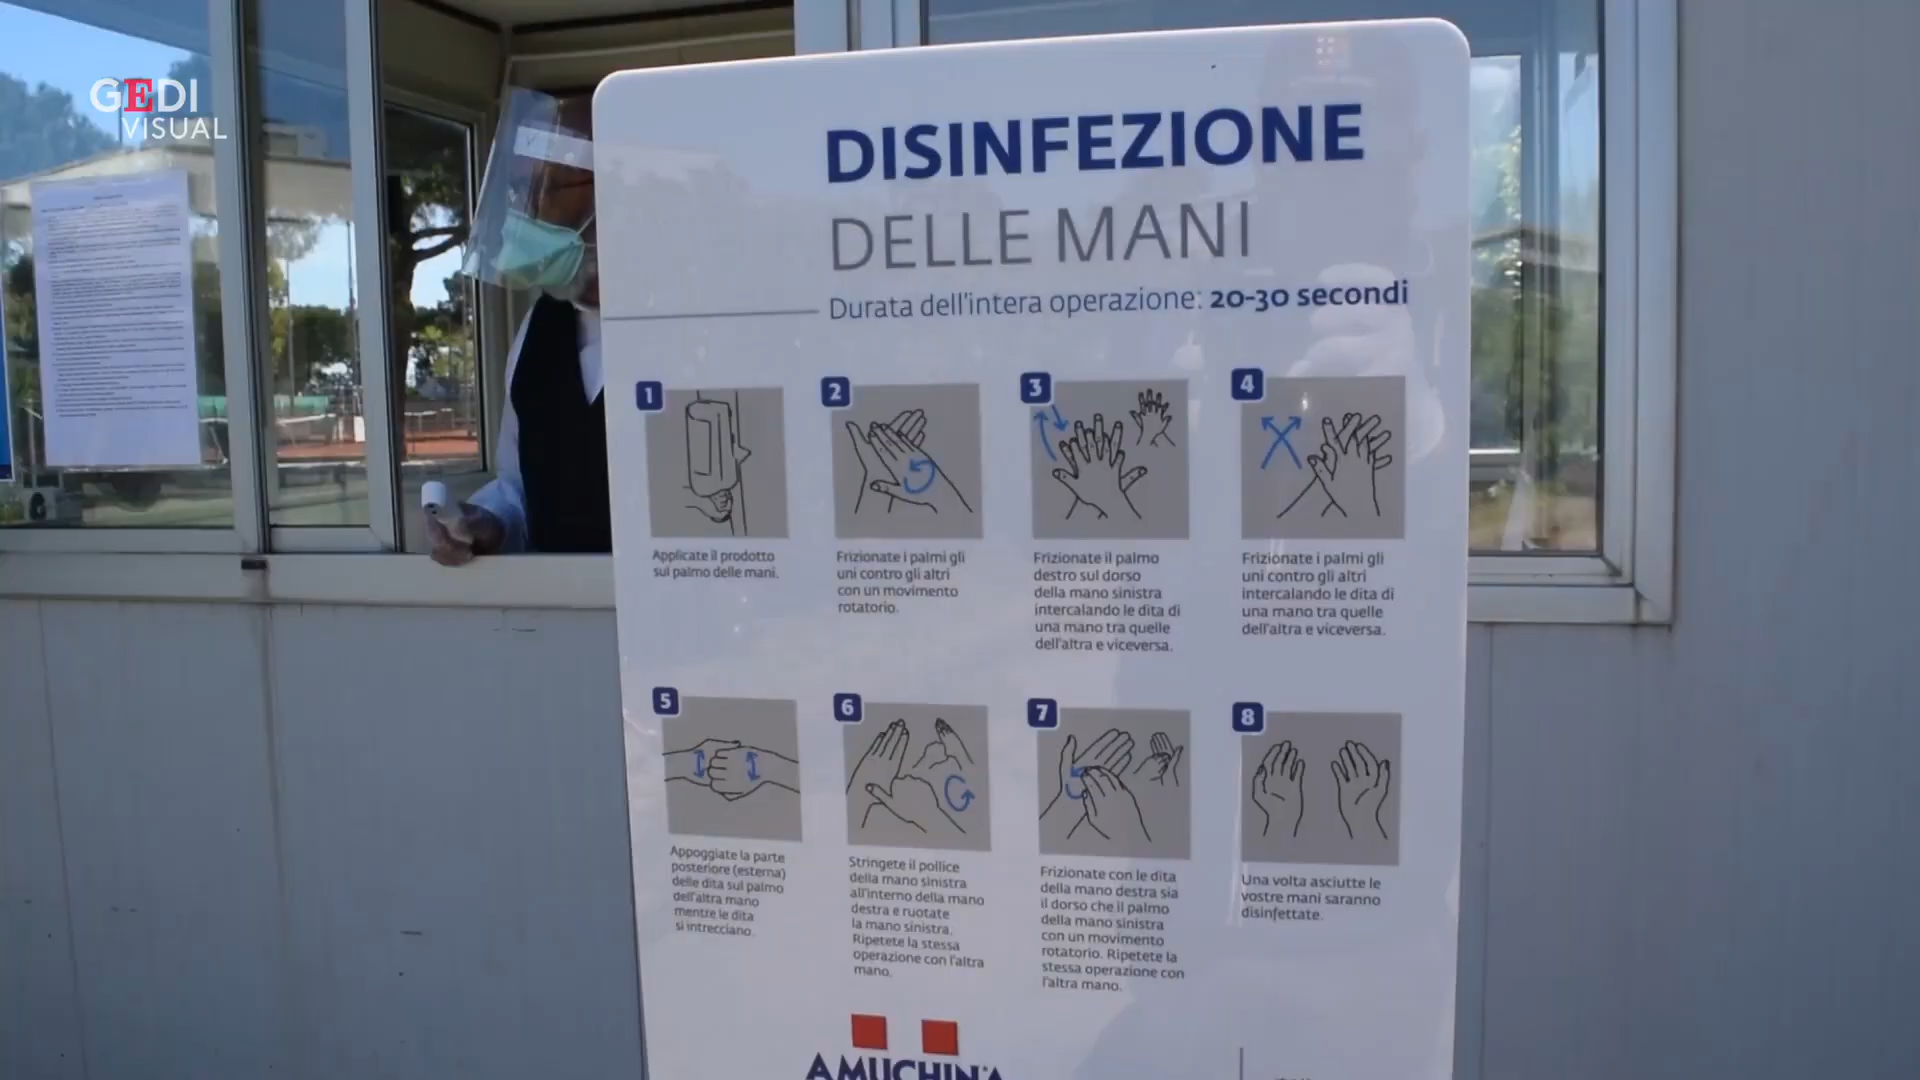 GEDI
VISUAL
DISINFEZIONE
DELLE MANI
Durata dell'intera operazione: 20-30 secondi
1
Applicate il prodotto
sul palmo delle mani.
2
Frizionate i palmi gli
uni contro gli altri
con un movimento
rotatorio.
3
Frizionate il palmo
destro sul dorso
della mano sinistra
intercalando le dita di
una mano tra quelle
dell'altra e viceversa.
4
Frizionate i palmi gli
uni contro gli altri
intercalando le dita di
una mano tra quelle
dell'altra e viceversa.
5
Appoggiate la parte
posteriore (esterna)
delle dita sul palmo
dell'altra mano
mentre le dita
si intrecciano.
6
Stringete il pollice
della mano sinistra
all'interno della mano
destra e ruotate
la mano sinistra.
Ripetete la stessa
operazione con l'altra
mano.
7
Frizionate con le dita
della mano destra sia
il dorso che il palmo
della mano sinistra
con un movimento
rotatorio. Ripetete la
stessa operazione con
l'altra mano.
8
Una volta asciutte le
vostre mani saranno
disinfettate.
AMUCHINA